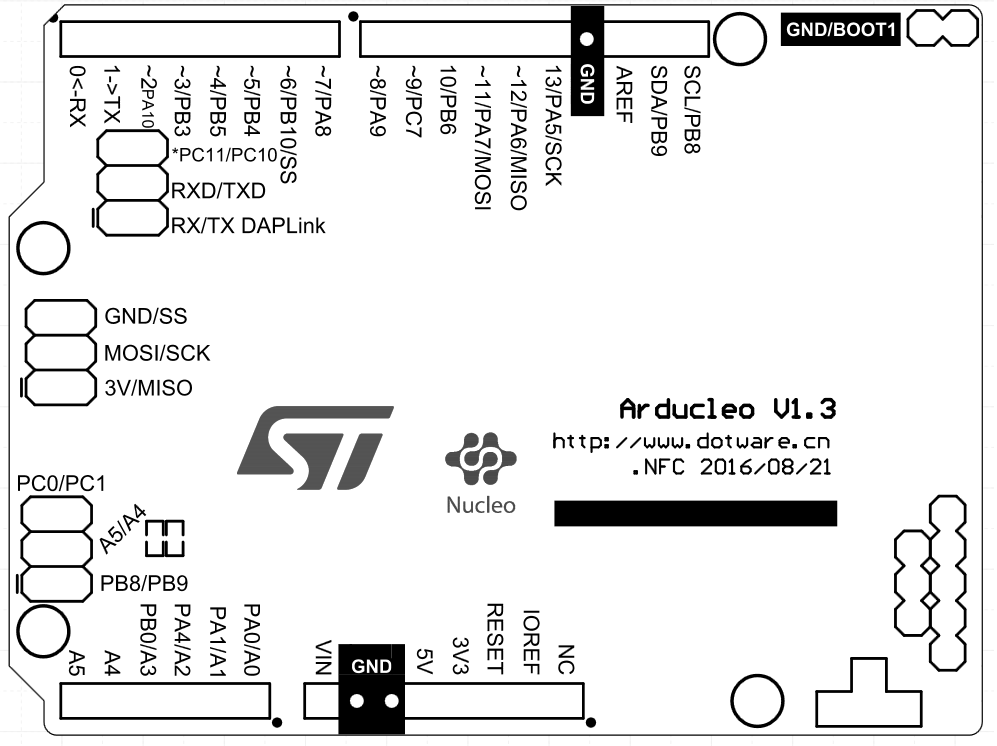 GND/BOOT1
0<-RX
1->TX
~2PA10
~3/PB3
~4/PB5
~5/PB4
~6/PB10/SS
~7/PA8
~8/PA9
~9/PC7
10/PB6
~11/PA7/MOSI
~12/PA6/MISO
13/PA5/SCK
GND
AREF
SDA/PB9
SCL/PB8
*PC11/PC10
RXD/TXD
RX/TX DAPLink
GND/SS
MOSI/SCK
3V/MISO
ST
Nucleo
Arducleo V1.3
http://www.dotware.cn
.NFC 2016/08/21
PC0/PC1
A5/A4
PB8/PB9
A5
A4
PB0/A3
PA4/A2
PA1/A1
PA0/A0
VIN
GND
5V
3V3
RESET
IOREF
NC